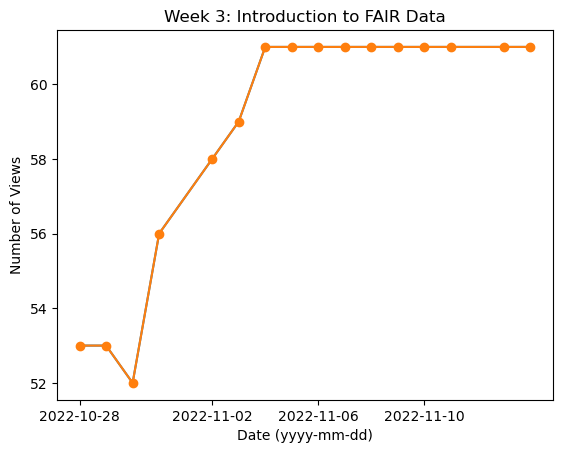 Week 3: Introduction to FAIR Data
Number of Views
60
58
56
54
52
2022-10-28 2022-11-02 2022-11-06 2022-11-10
Date (yyyy-mm-dd)